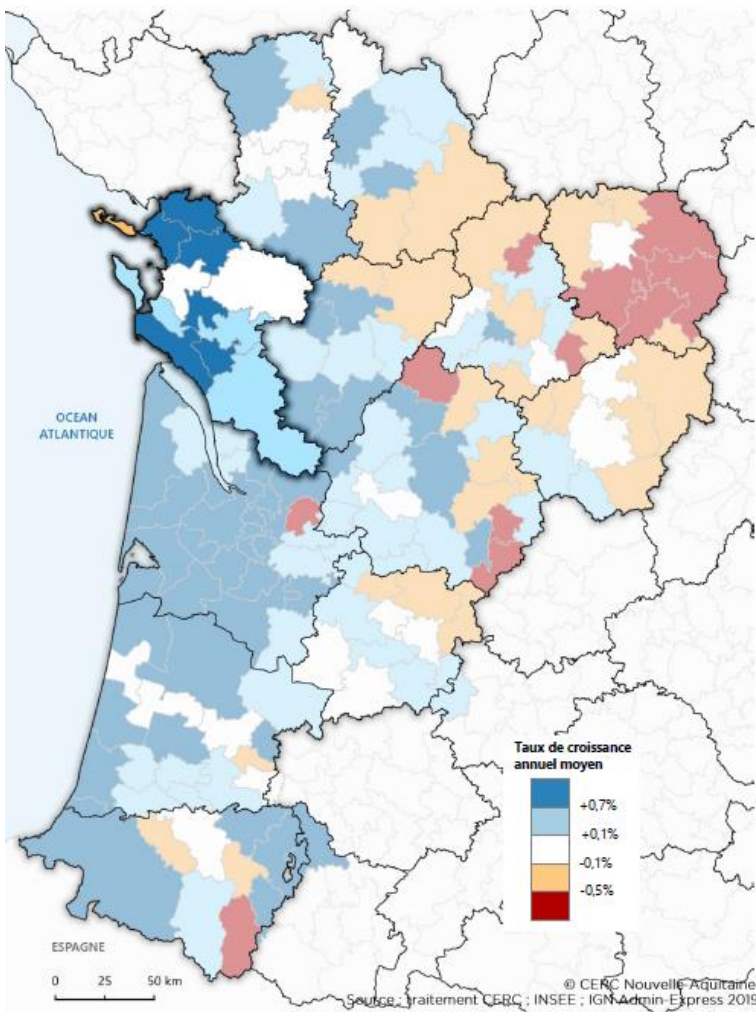 OCEAN
ATLANTIQUE
Taux de croissance
annuel moyen
+0,7%
+0,1%
-0,1%
-0,5%
ESPAGNE
0 25 50 km
© CERC Nouvelle-Aquitaine
Source : traitement CERC ; INSEE ; IGN Admin-Express 2019